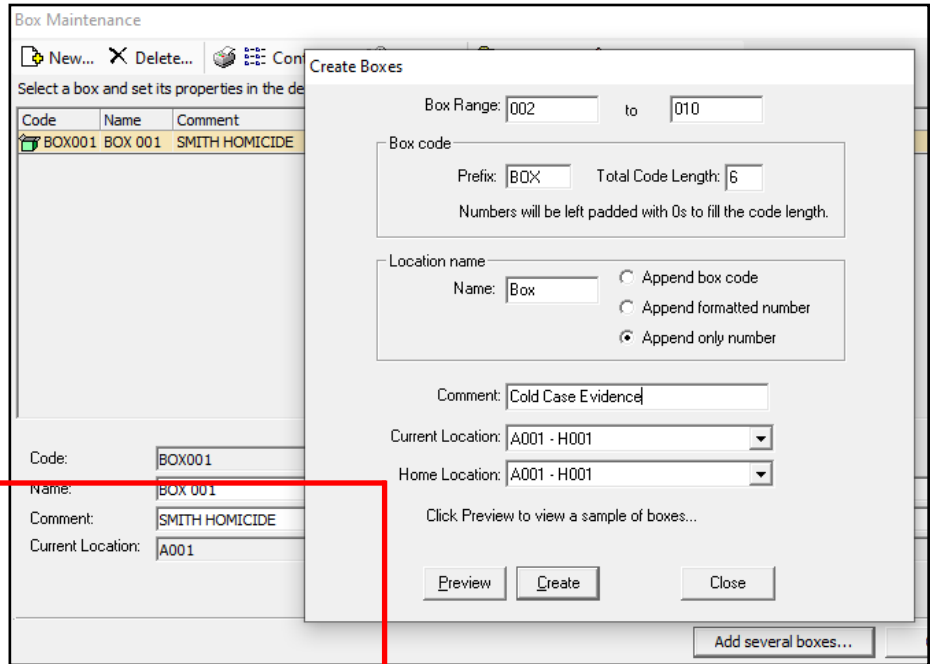 Box Maintenance
New... Delete... Cont
Select a box and set its properties in the de
Code Name Comment
BOX001 BOX 001 SMITH HOMICIDE
Code: BOX001
Name: BOX 001
Comment: SMITH HOMICIDE
Current Location: A001
Create Boxes
Box Range: 002 to 010
Box code
Prefix: BOX Total Code Length: 6
Numbers will be left padded with 0s to fill the code length.
Location name
Name: Box
Append box code
Append formatted number
Append only number
Comment: Cold Case Evidence
Current Location: A001 - H001
Home Location: A001 - H001
Click Preview to view a sample of boxes...
Preview Create Close
Add several boxes...